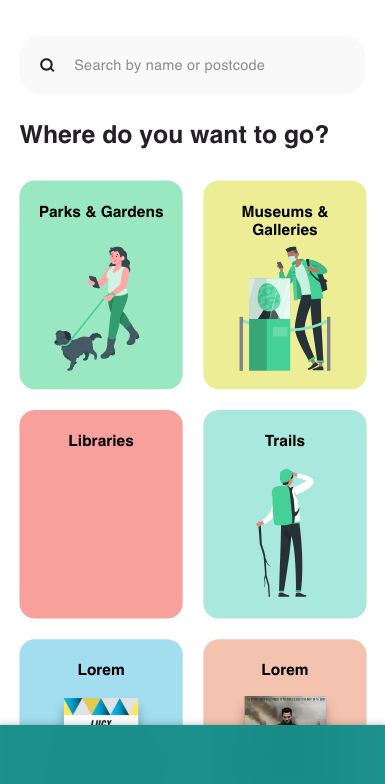 Search by name or postcode
Where do you want to go?
Parks & Gardens
Museums &
Galleries
Libraries
Trails
Lorem
Lorem
LUCY